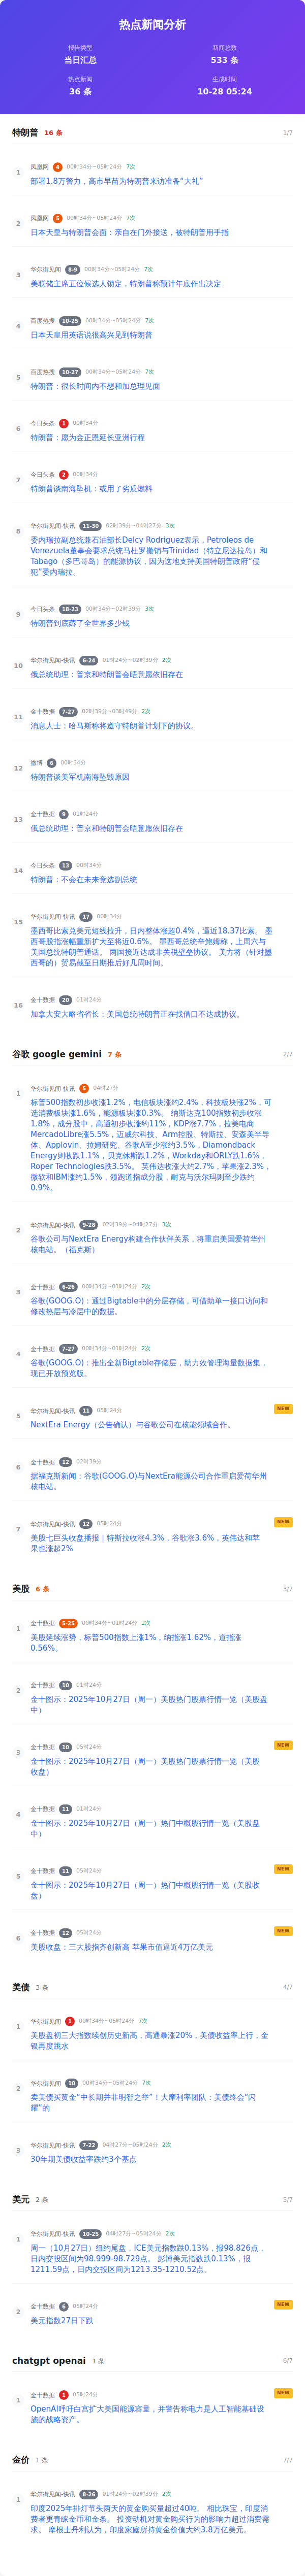 热点新闻分析
报告类型
新闻总数
当日汇总
533 条
热点新闻
生成时间
36 条
10-28 05:24
特朗普 16 条 1/7
1
凤凰网 4 00时34分~05时24分 7次
部署1.8万警力，高市早苗为特朗普来访准备“大礼”
2
凤凰网 5 00时34分~05时24分 7次
日本天皇与特朗普会面：亲自在门外接送，被特朗普用手指
3
华尔街见闻 8-9 00时34分~05时24分 7次
美联储主席五位候选人锁定，特朗普称预计年底作出决定
4
百度热搜 10-25 00时34分~05时24分 7次
日本天皇用英语说很高兴见到特朗普
5
百度热搜 10-27 00时34分~05时24分 7次
特朗普：很长时间内不想和加总理见面
6
今日头条 1 00时34分
特朗普：愿为金正恩延长亚洲行程
7
今日头条 2 00时34分
特朗普谈南海坠机：或用了劣质燃料
8
华尔街见闻-快讯 11-30 02时39分~04时27分 3次
委内瑞拉副总统兼石油部长Delcy Rodriguez表示，Petroleos de
Venezuela董事会要求总统马杜罗撤销与Trinidad（特立尼达拉岛）和
Tabago（多巴哥岛）的能源协议，因为这地支持美国特朗普政府“侵
犯”委内瑞拉。
9
今日头条 18-23 00时34分~02时39分 3次
特朗普到底薅了全世界多少钱
10
华尔街见闻-快讯 6-24 01时24分~02时39分 2次
俄总统助理：普京和特朗普会晤意愿依旧存在
11
金十数据 7-27 02时39分~03时49分 2次
消息人士：哈马斯称将遵守特朗普计划下的协议。
12
微博 6 00时34分
特朗普谈美军机南海坠毁原因
13
金十数据 9 01时24分
俄总统助理：普京和特朗普会晤意愿依旧存在
14
今日头条 13 00时34分
特朗普：不会在未来竞选副总统
15
华尔街见闻-快讯 17 00时34分
墨西哥比索兑美元短线拉升，日内整体涨超0.4%，逼近18.37比索。 墨
西哥股指涨幅重新扩大至将近0.6%。 墨西哥总统辛鲍姆称，上周六与
美国总统特朗普通话。 两国接近达成非关税壁垒协议。 美方将（针对墨
西哥的）贸易截至日期推后好几周时间。
16
金十数据 20 01时24分
加拿大安大略省省长：美国总统特朗普正在找借口不达成协议。
谷歌 google gemini 7 条 2/7
1
华尔街见闻-快讯 5 04时27分
标普500指数初步收涨1.2%，电信板块涨约2.4%，科技板块涨2%，可
选消费板块涨1.6%，能源板块涨0.3%。 纳斯达克100指数初步收涨
1.8%，成分股中，高通初步收涨11%，KDP涨7.7%，拉美电商
MercadoLibre涨5.5%，迈威尔科技、Arm控股、特斯拉、安森美半导
体、Applovin、拉姆研究、谷歌A至少涨约3.5%，Diamondback
Energy则收跌1.1%，贝克休斯跌1.2%，Workday和ORLY跌1.6%，
Roper Technologies跌3.5%。 英伟达收涨大约2.7%，苹果涨2.3%，
微软和IBM涨约1.5%，领跑道指成分股，耐克与沃尔玛则至少跌约
0.9%。
2
华尔街见闻-快讯 9-28 02时39分~04时27分 3次
谷歌公司与NextEra Energy构建合作伙伴关系，将重启美国爱荷华州
核电站。（福克斯）
3
金十数据 6-26 00时34分~01时24分 2次
谷歌(GOOG.O)：通过Bigtable中的分层存储，可借助单一接口访问和
修改热层与冷层中的数据。
4
金十数据 7-27 00时34分~01时24分 2次
谷歌(GOOG.O)：推出全新Bigtable存储层，助力效管理海量数据集，
现已开放预览版。
5
华尔街见闻-快讯 11 05时24分 NEW
NextEra Energy（公告确认）与谷歌公司在核能领域合作。
6
金十数据 12 02时39分
据福克斯新闻：谷歌(GOOG.O)与NextEra能源公司合作重启爱荷华州
核电站。
7
华尔街见闻-快讯 12 05时24分 NEW
美股七巨头收盘播报｜特斯拉收涨4.3%，谷歌涨3.6%，英伟达和苹
果也涨超2%
美股 6 条 3/7
1
金十数据 5-25 00时34分~01时24分 2次
美股延续涨势，标普500指数上涨1%，纳指涨1.62%，道指涨
0.56%。
2
金十数据 10 01时24分
金十图示：2025年10月27日（周一）美股热门股票行情一览（美股盘
中）
3
金十数据 10 05时24分 NEW
金十图示：2025年10月27日（周一）美股热门股票行情一览（美股
收盘）
4
金十数据 11 01时24分
金十图示：2025年10月27日（周一）热门中概股行情一览（美股盘
中）
5
金十数据 11 05时24分 NEW
金十图示：2025年10月27日（周一）热门中概股行情一览（美股收
盘）
6
金十数据 12 05时24分 NEW
美股收盘：三大股指齐创新高 苹果市值逼近4万亿美元
美债 3 条 4/7
1
华尔街见闻 1 00时34分~05时24分 7次
美股盘初三大指数续创历史新高，高通暴涨20%，美债收益率上行，金
银再度跳水
2
华尔街见闻 10 00时34分~05时24分 7次
卖美债买黄金“中长期并非明智之举”！大摩利率团队：美债终会“闪
耀”的
3
华尔街见闻-快讯 7-22 04时27分~05时24分 2次
30年期美债收益率跌约3个基点
美元 2 条 5/7
1
华尔街见闻-快讯 10-25 04时27分~05时24分 2次
周一（10月27日）纽约尾盘，ICE美元指数跌0.13%，报98.826点，
日内交投区间为98.999-98.729点。 彭博美元指数跌0.13%，报
1211.59点，日内交投区间为1213.35-1210.52点。
2
金十数据 6 05时24分 NEW
美元指数27日下跌
chatgpt openai 1 条 6/7
1
金十数据 1 05时24分 NEW
OpenAI呼吁白宫扩大美国能源容量，并警告称电力是人工智能基础设
施的战略资产。
金价 1 条 7/7
1
华尔街见闻-快讯 8-26 01时24分~02时39分 2次
印度2025年排灯节头两天的黄金购买量超过40吨。 相比珠宝，印度消
费者更青睐金币和金条。 投资动机对黄金购买行为的影响力超过消费需
求。 摩根士丹利认为，印度家庭所持黄金价值大约3.8万亿美元。